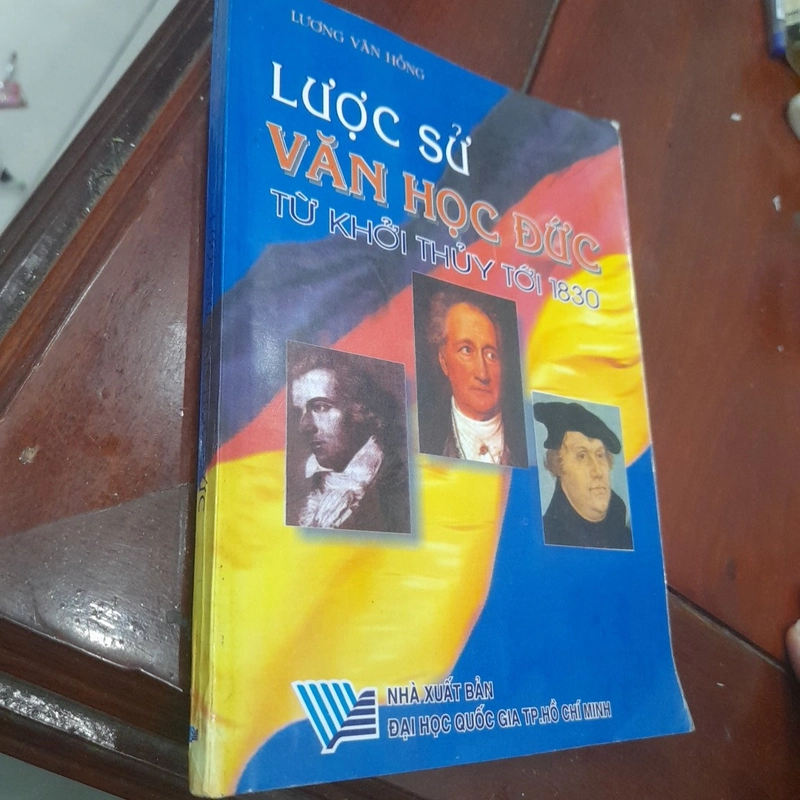 LƯƠNG VĂN HỒNG
LƯỢC SỬ
VĂN HỌC ĐỨC
TỪ KHỞI THỦY TỚI 1830
NHÀ XUẤT BẢN
ĐẠI HỌC QUỐC GIA TP.HỒ CHÍ MINH